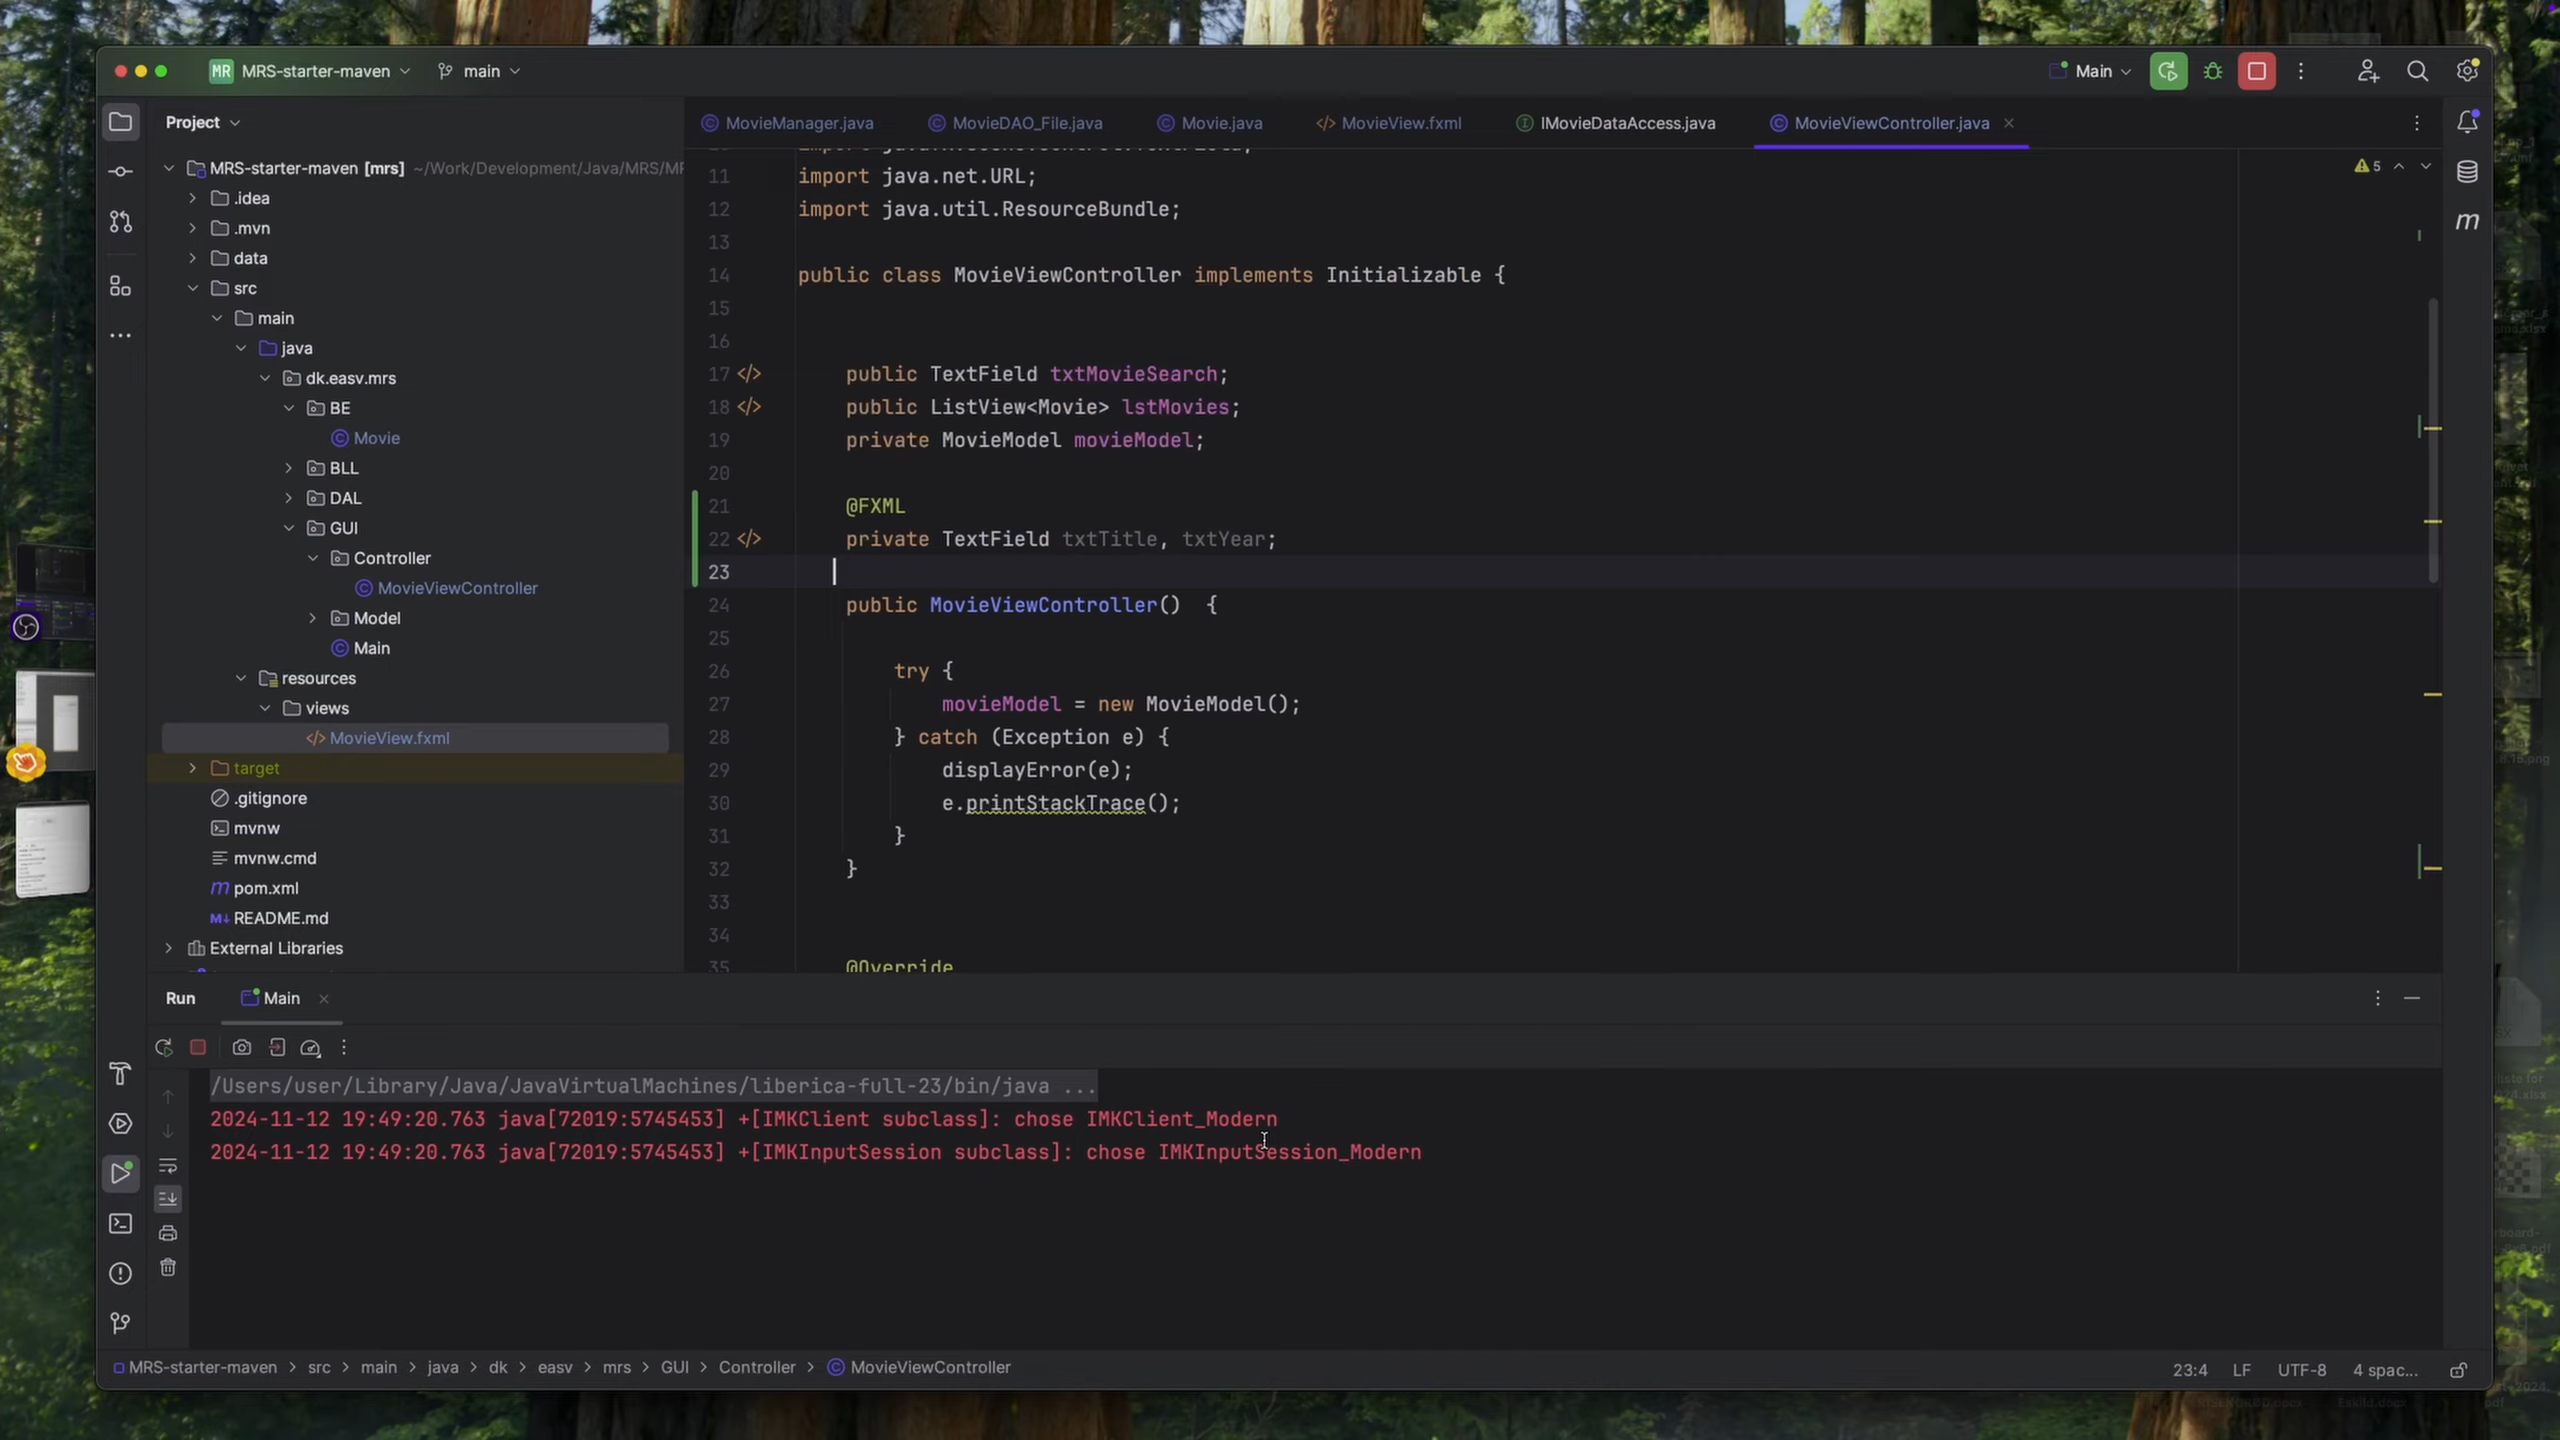 MR MRS-starter-maven main Main
Project
MovieManager.java MovieDAO_File.java Movie.java MovieView.fxml IMovieDataAccess.java MovieViewController.java
MRS-starter-maven [mrs] ~/Work/Development/Java/MRS/MF
.idea
.mvn
data
src
main
java
dk.easv.mrs
BE
Movie
BLL
DAL
GUI
Controller
MovieViewController
Model
Main
resources
views
MovieView.fxml
target
.gitignore
mvnw
mvnw.cmd
pom.xml
README.md
External Libraries
5
11 import java.net.URL;
12 import java.util.ResourceBundle;
13
14 public class MovieViewController implements Initializable {
15
16
17 public TextField txtMovieSearch;
18 public ListView<Movie> lstMovies;
19 private MovieModel movieModel;
20
21 @FXML
22 private TextField txtTitle, txtYear;
23
24 public MovieViewController() {
25
26 try {
27 movieModel = new MovieModel();
28 } catch (Exception e) {
29 displayError(e);
30 e.printStackTrace();
31 }
32 }
33
34
35 @Override
Run Main
/Users/user/Library/Java/JavaVirtualMachines/liberica-full-23/bin/java ...
2024-11-12 19:49:20.763 java[72019:5745453] +[IMKClient subclass]: chose IMKClient_Modern
2024-11-12 19:49:20.763 java[72019:5745453] +[IMKInputSession subclass]: chose IMKInputSession_Modern
MRS-starter-maven > src > main > java > dk > easv > mrs > GUI > Controller > MovieViewController
23:4 LF UTF-8 4 spac...